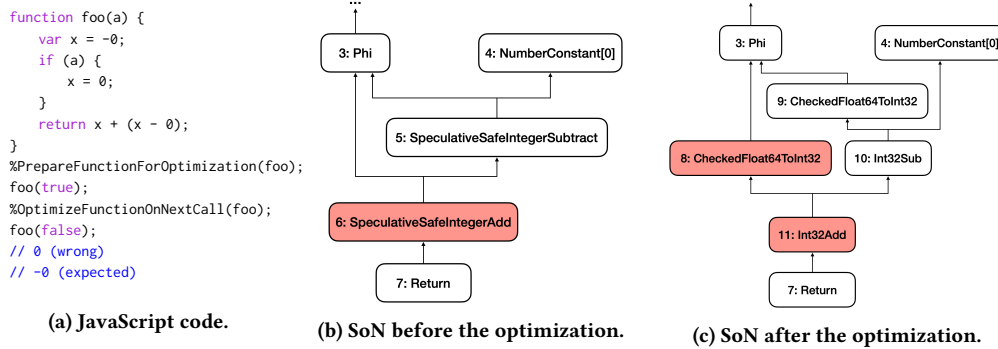 function foo(a) {
var x = -0;
if (a) {
x = 0;
}
return x + (x - 0);
}
%PrepareFunctionForOptimization(foo);
foo(true);
%OptimizeFunctionOnNextCall(foo);
foo(false);
// 0 (wrong)
// -0 (expected)
(a) JavaScript code.
...
3: Phi
4: NumberConstant[0]
5: SpeculativeSafeIntegerSubtract
6: SpeculativeSafeIntegerAdd
7: Return
(b) SoN before the optimization.
3: Phi
4: NumberConstant[0]
9: CheckedFloat64ToInt32
8: CheckedFloat64ToInt32
10: Int32Sub
11: Int32Add
7: Return
(c) SoN after the optimization.